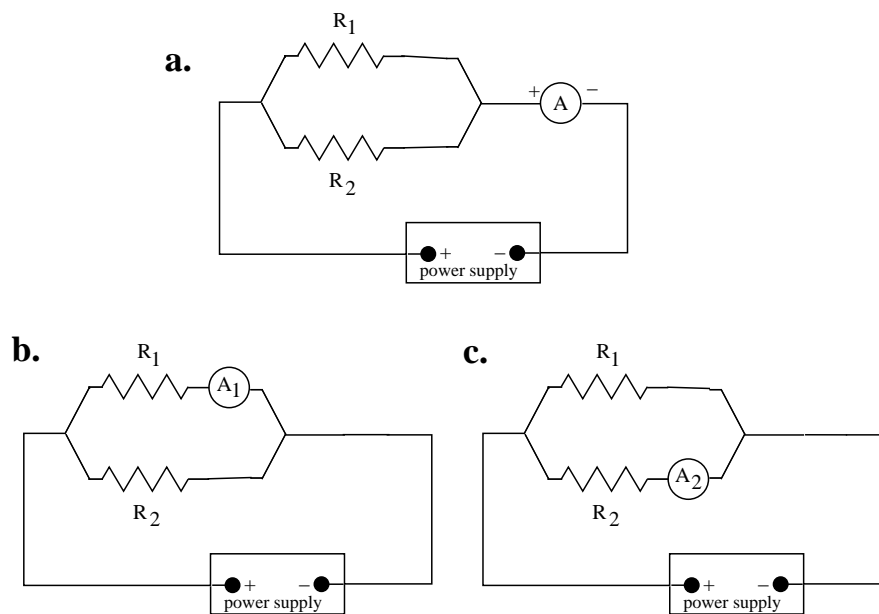 a.
R1
+ A −
R2
+ −
power supply
b.
R1
A1
R2
+ −
power supply
c.
R1
R2
A2
+ −
power supply